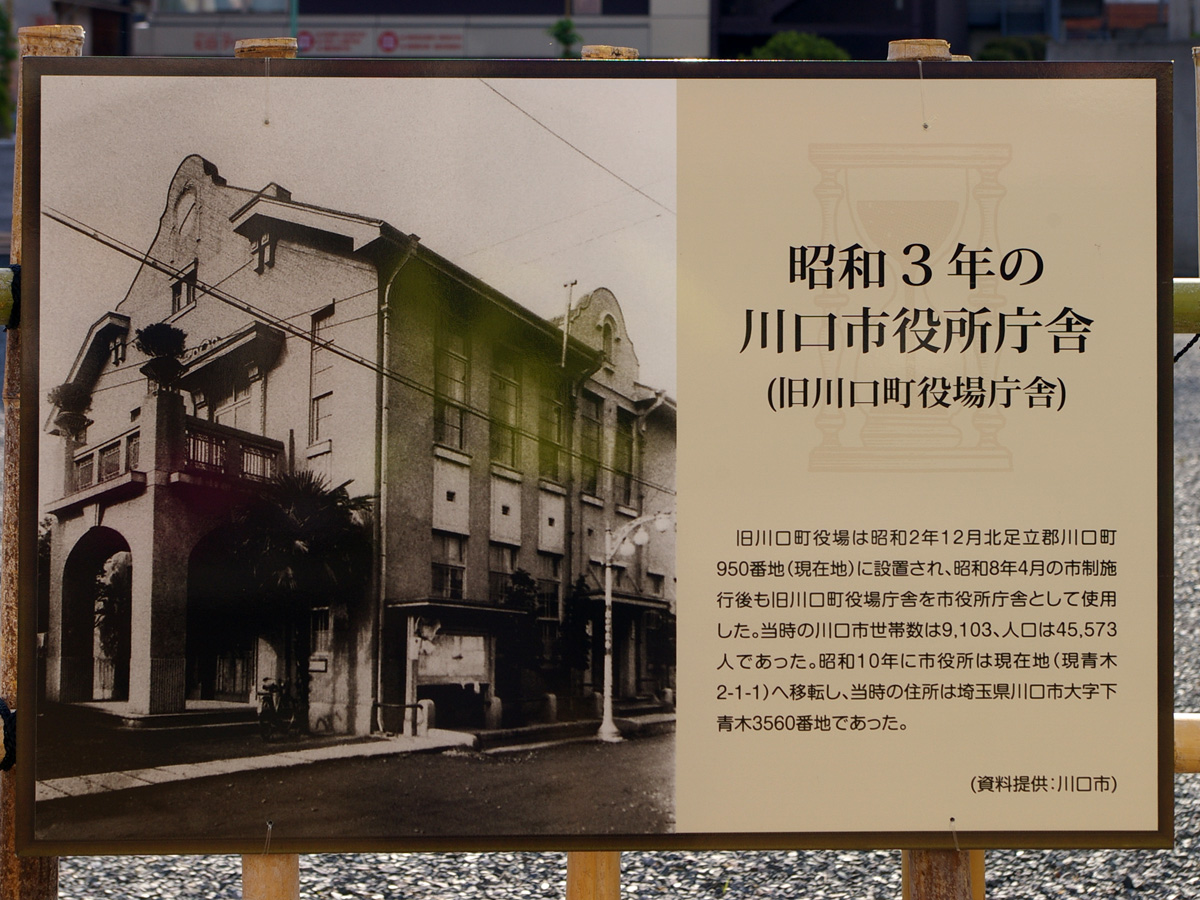 昭和3年の
川口市役所庁舎
(旧川口町役場庁舎)
旧川口町役場は昭和2年12月北足立郡川口町
950番地(現在地)に設置され、昭和8年4月の市制施
行後も旧川口町役場庁舎を市役所庁舎として使用
した。当時の川口市世帯数は9,103、人口は45,573
人であった。昭和10年に市役所は現在地(現青木
2-1-1)へ移転し、当時の住所は埼玉県川口市大字下
青木3560番地であった。
(資料提供:川口市)